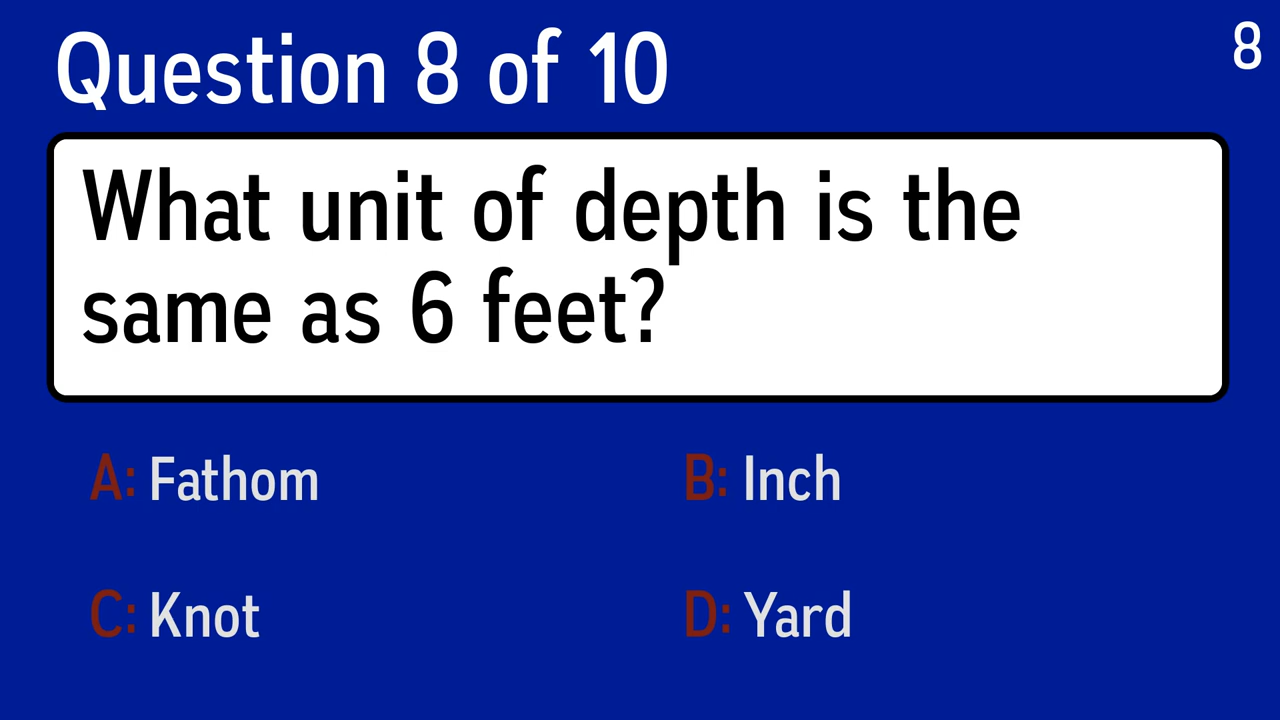 Question 8 of 10
8
What unit of depth is the
same as 6 feet?
A: Fathom
B: Inch
C: Knot
D: Yard